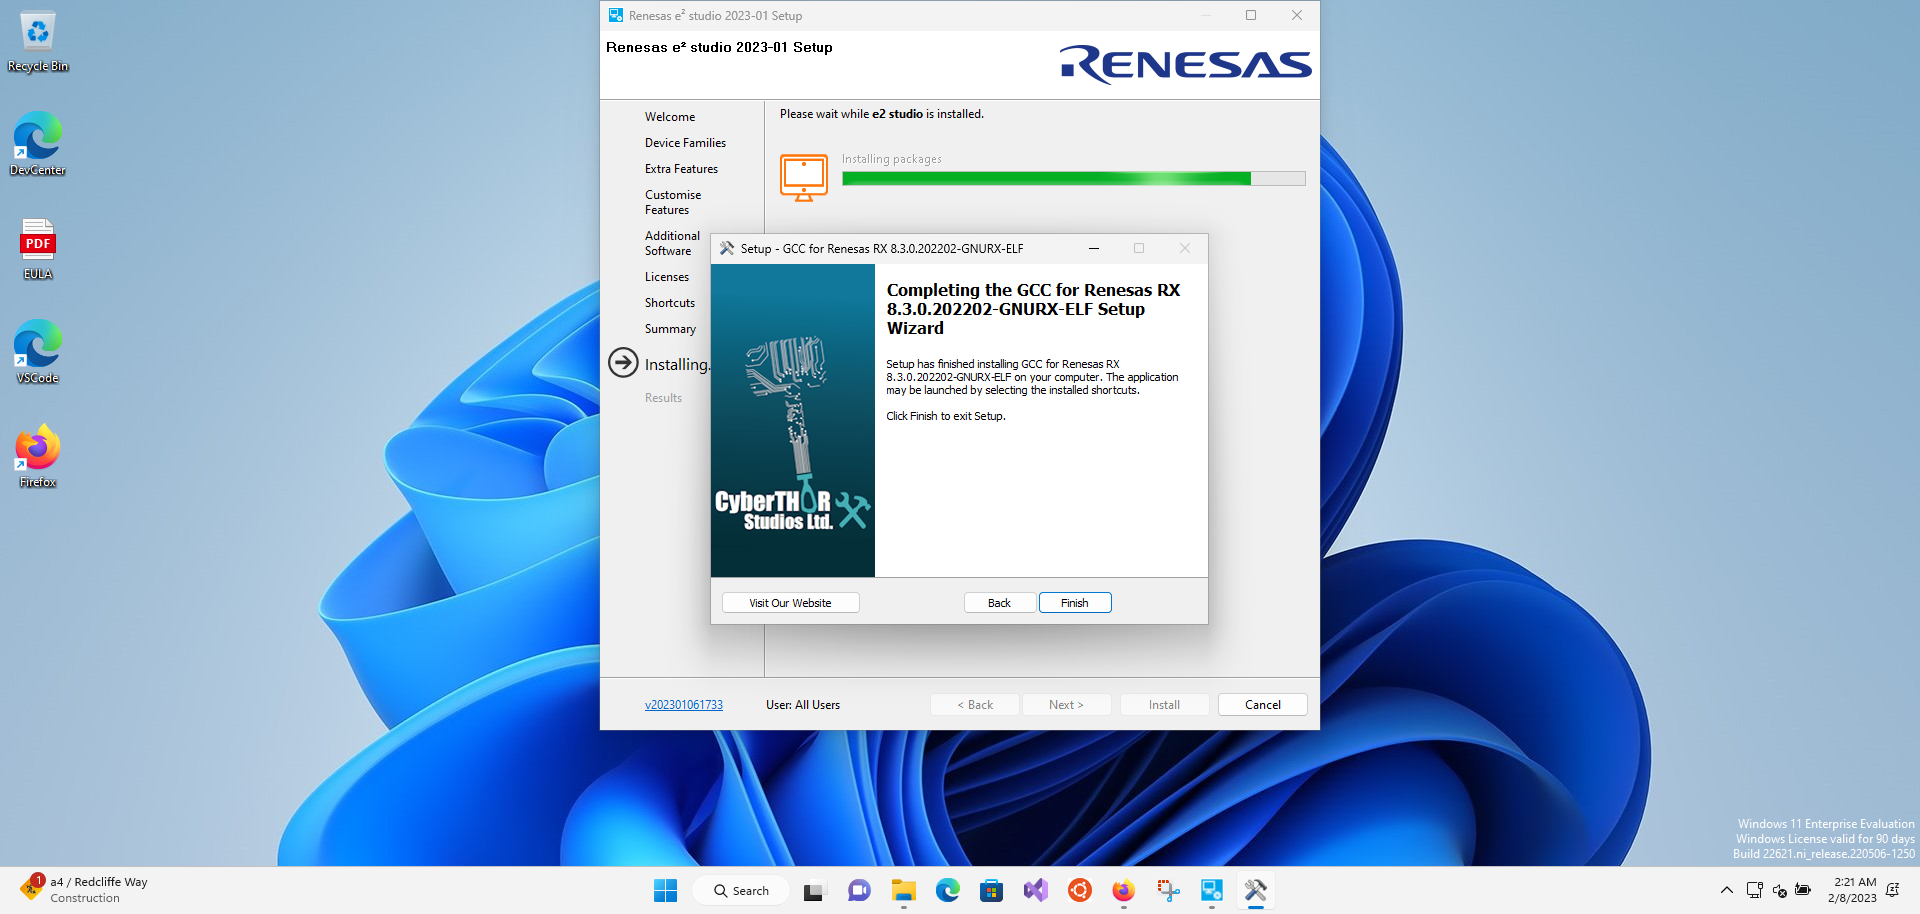 Recycle Bin
DevCenter
PDF
EULA
VSCode
Firefox
Renesas e² studio 2023-01 Setup
Renesas e² studio 2023-01 Setup
RENESAS
Welcome
Device Families
Extra Features
Customise
Features
Additional
Software
Licenses
Shortcuts
Summary
Installing.
Results
Please wait while e2 studio is installed.
Installing packages
Setup - GCC for Renesas RX 8.3.0.202202-GNURX-ELF
Completing the GCC for Renesas RX
8.3.0.202202-GNURX-ELF Setup
Wizard
Setup has finished installing GCC for Renesas RX
8.3.0.202202-GNURX-ELF on your computer. The application
may be launched by selecting the installed shortcuts.
Click Finish to exit Setup.
CyberTHOR
Studios Ltd.
Visit Our Website
Back
Finish
v202301061733
User: All Users
< Back
Next >
Install
Cancel
Windows 11 Enterprise Evaluation
Windows License valid for 90 days
Build 22621.ni_release.220506-1250
1
a4 / Redcliffe Way
Construction
Search
2:21 AM
2/8/2023